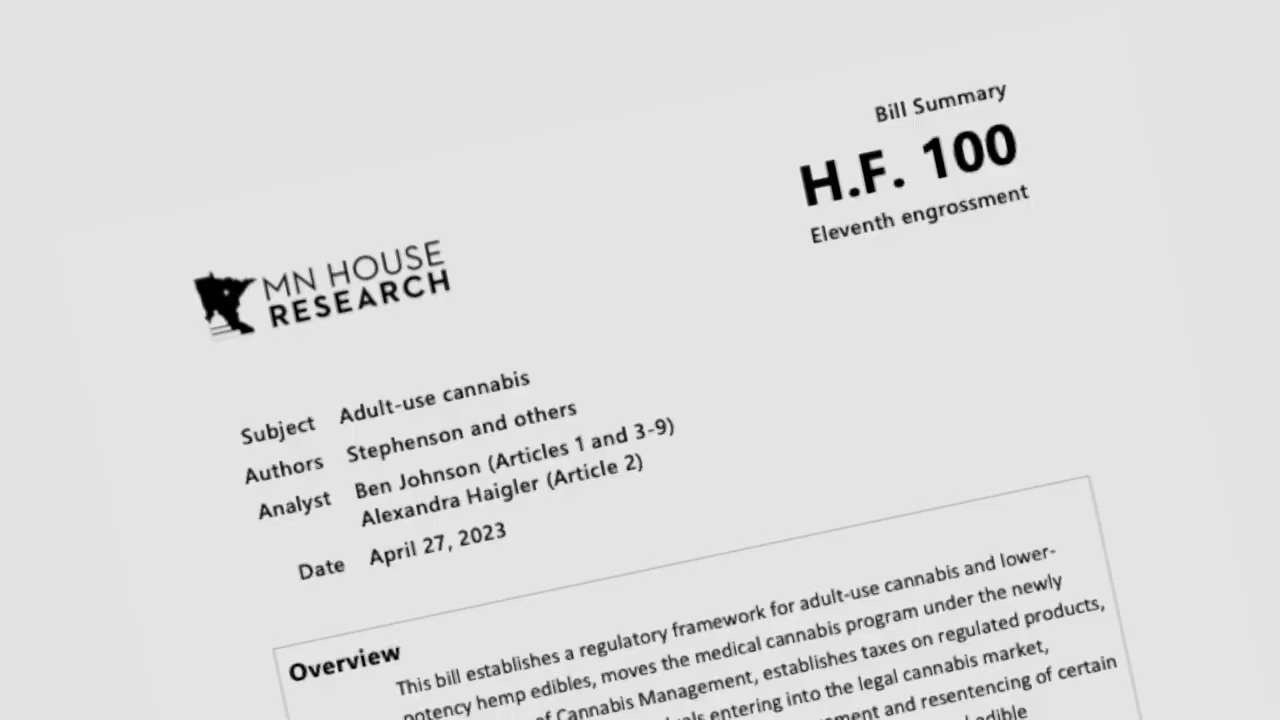 Bill Summary
H.F. 100
Eleventh engrossment
MN HOUSE
RESEARCH
Subject Adult-use cannabis
Authors Stephenson and others
Analyst Ben Johnson (Articles 1 and 3-9)
Alexandra Haigler (Article 2)
Date April 27, 2023
Overview
This bill establishes a regulatory framework for adult-use cannabis and lower-
potency hemp edibles, moves the medical cannabis program under the newly
of Cannabis Management, establishes taxes on regulated products,
entering into the legal cannabis market,
and resentencing of certain
edible